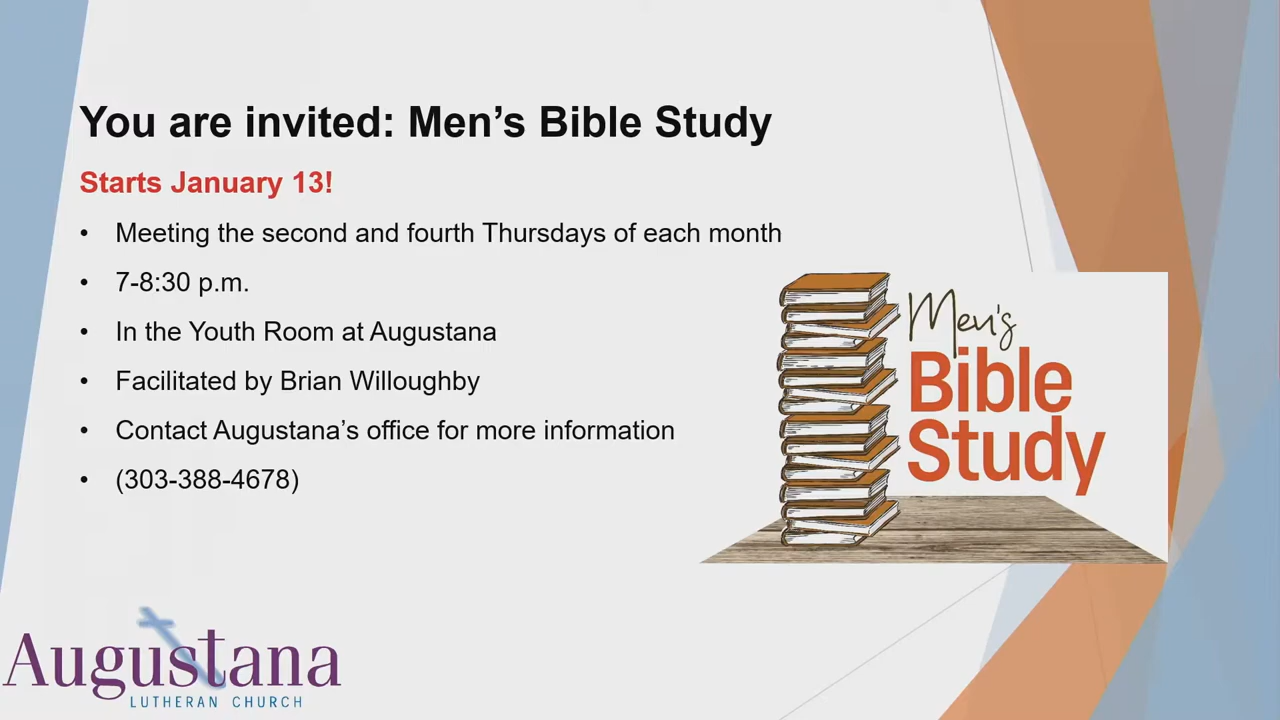 You are invited: Men’s Bible Study
Starts January 13!
• Meeting the second and fourth Thursdays of each month
• 7-8:30 p.m.
• In the Youth Room at Augustana
• Facilitated by Brian Willoughby
• Contact Augustana’s office for more information
• (303-388-4678)
Men's
Bible
Study
Augustana
LUTHERAN CHURCH